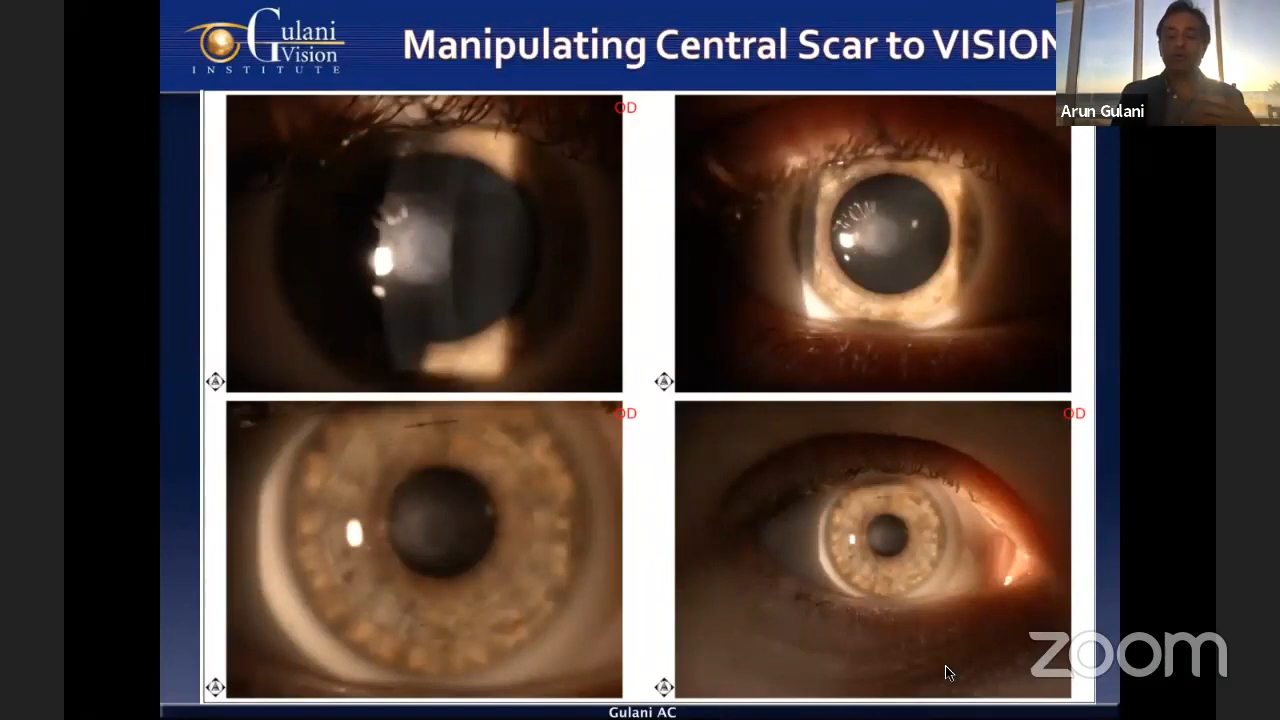 Gulani
Vision
INSTITUTE
Manipulating Central Scar to VISION
Arun Gulani
OD
OD
OD
zoom
Gulani AC